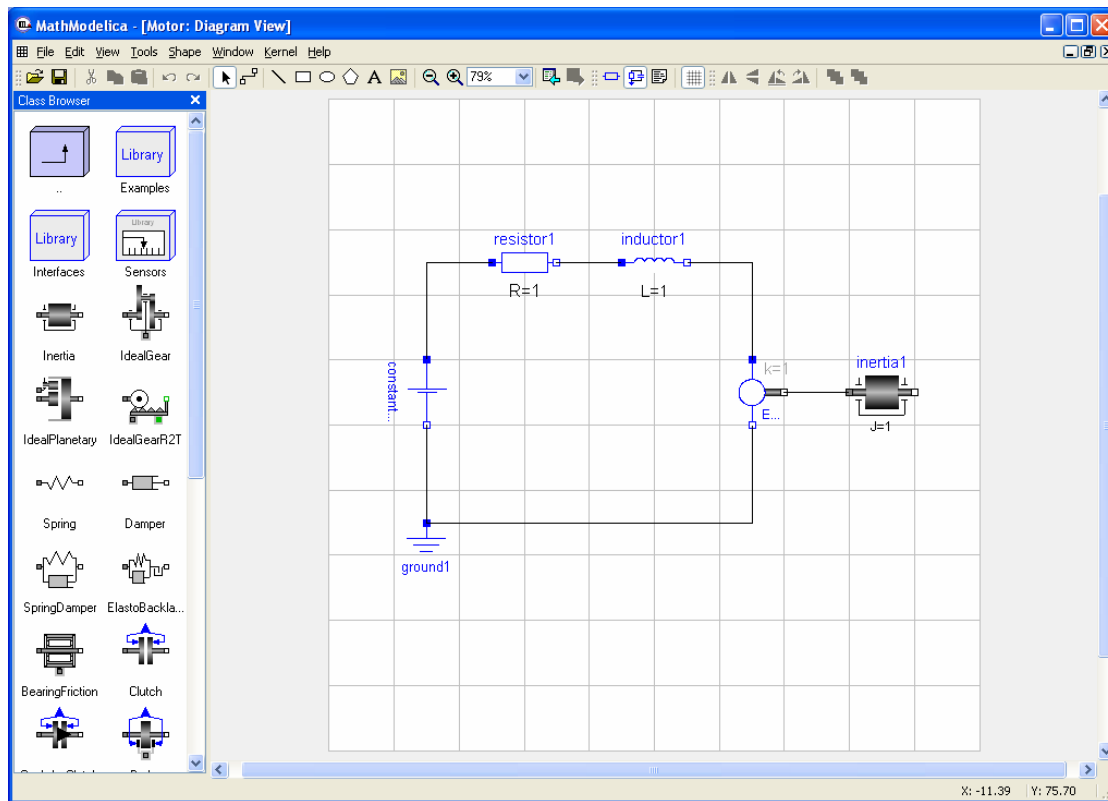 MathModelica - [Motor: Diagram View]
File Edit View Tools Shape Window Kernel Help
A 79%
Class Browser
Library
.. Examples
Library Library
Interfaces Sensors
Inertia IdealGear
IdealPlanetary IdealGearR2T
Spring Damper
SpringDamper ElastoBackla...
BearingFriction Clutch
resistor1 inductor1
R=1 L=1
constant...
k=1 inertia1
E...
J=1
ground1
X: -11.39 Y: 75.70